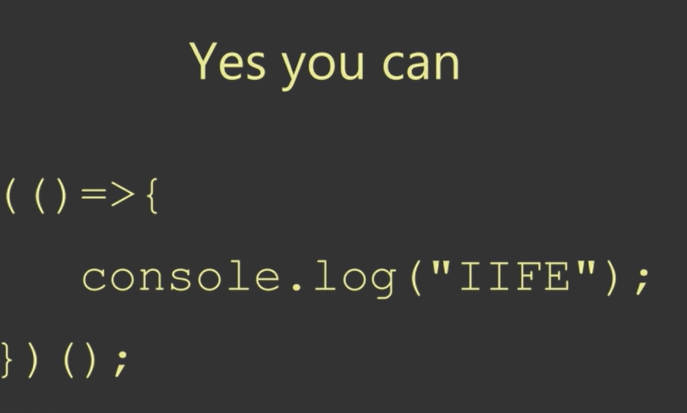 Yes you can
(()=>{
console.log("IIFE");
})();